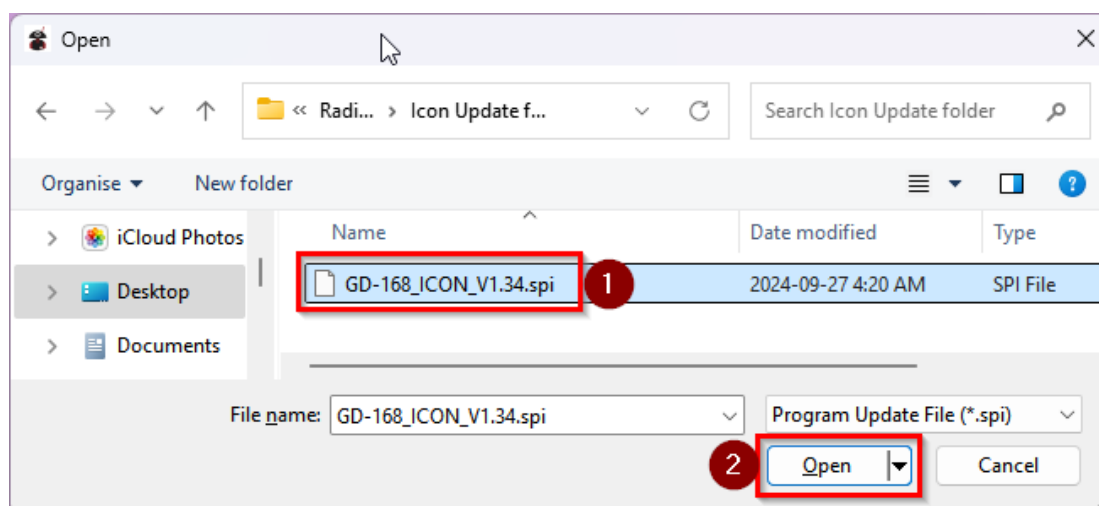 Open
« Radi... > Icon Update f...
Search Icon Update folder
Organise
New folder
Name
Date modified
Type
iCloud Photos
GD-168_ICON_V1.34.spi
1
2024-09-27 4:20 AM
SPI File
Desktop
Documents
File name:
GD-168_ICON_V1.34.spi
Program Update File (*.spi)
2
Open
Cancel